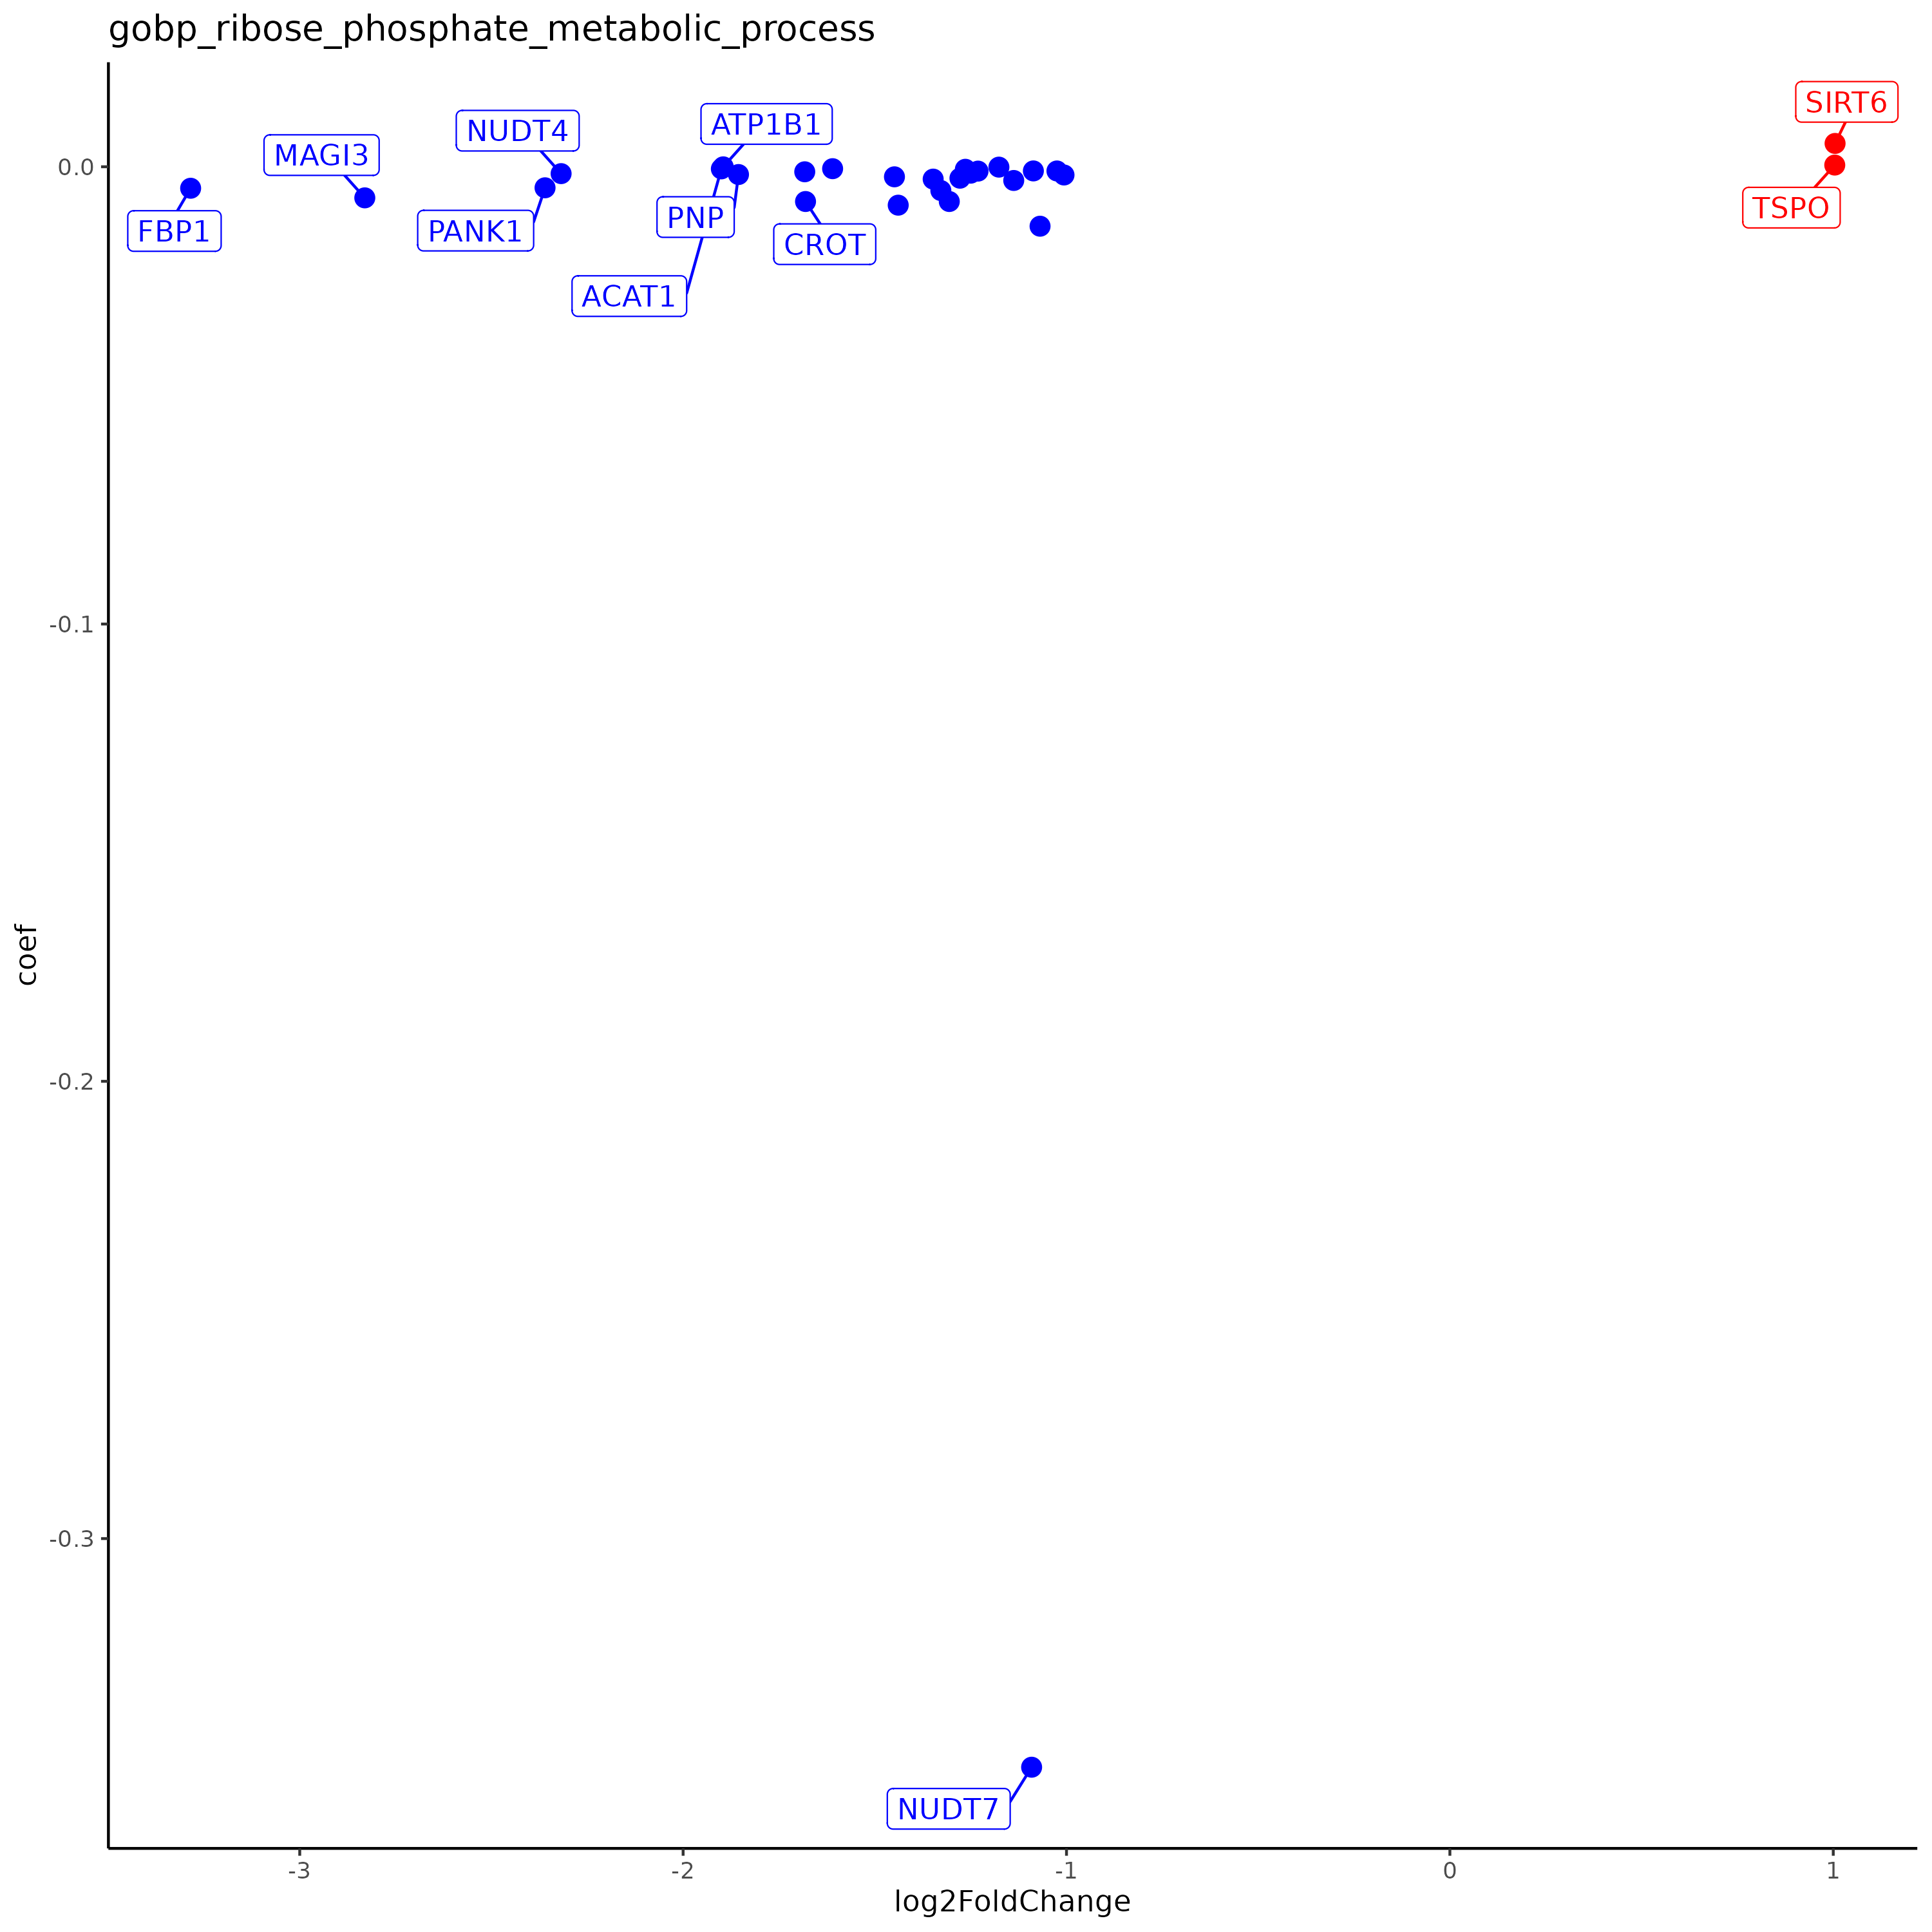 gobp_ribose_phosphate_metabolic_process
SIRT6
ATP1B1
NUDT4
MAGI3
0.0
TSPO
PNP
FBP1
PANK1
CROT
ACAT1
-0.1
coef
-0.2
-0.3
NUDT7
-3
-2
-1
0
1
log2FoldChange